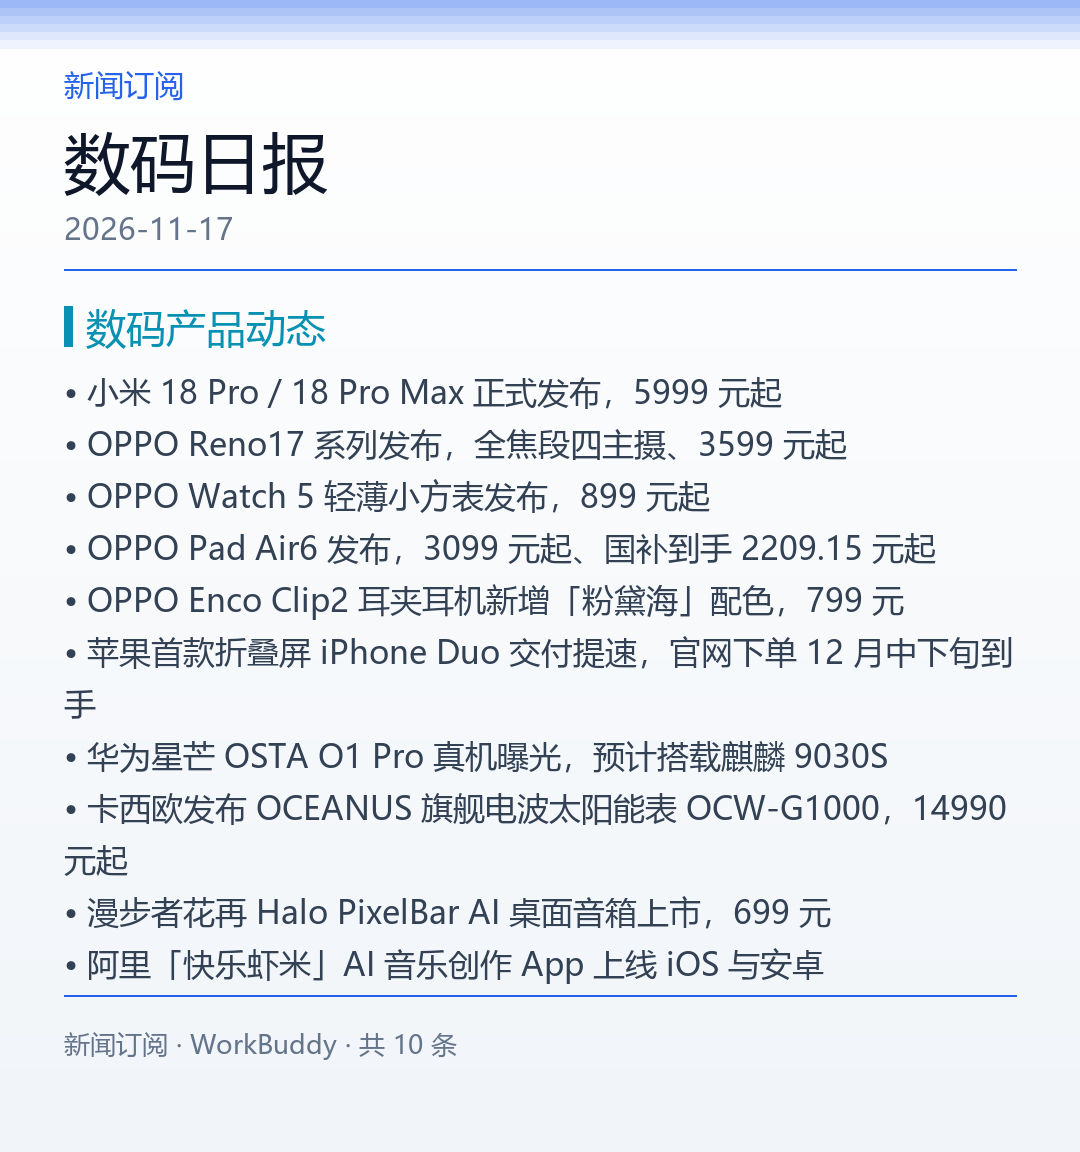 新闻订阅
数码日报
2026-11-17
数码产品动态
• 小米 18 Pro / 18 Pro Max 正式发布，5999 元起
• OPPO Reno17 系列发布，全焦段四主摄、3599 元起
• OPPO Watch 5 轻薄小方表发布，899 元起
• OPPO Pad Air6 发布，3099 元起、国补到手 2209.15 元起
• OPPO Enco Clip2 耳夹耳机新增「粉黛海」配色，799 元
• 苹果首款折叠屏 iPhone Duo 交付提速，官网下单 12 月中下旬到
手
• 华为星芒 OSTA O1 Pro 真机曝光，预计搭载麒麟 9030S
• 卡西欧发布 OCEANUS 旗舰电波太阳能表 OCW-G1000，14990
元起
• 漫步者花再 Halo PixelBar AI 桌面音箱上市，699 元
• 阿里「快乐虾米」AI 音乐创作 App 上线 iOS 与安卓
新闻订阅 · WorkBuddy · 共 10 条